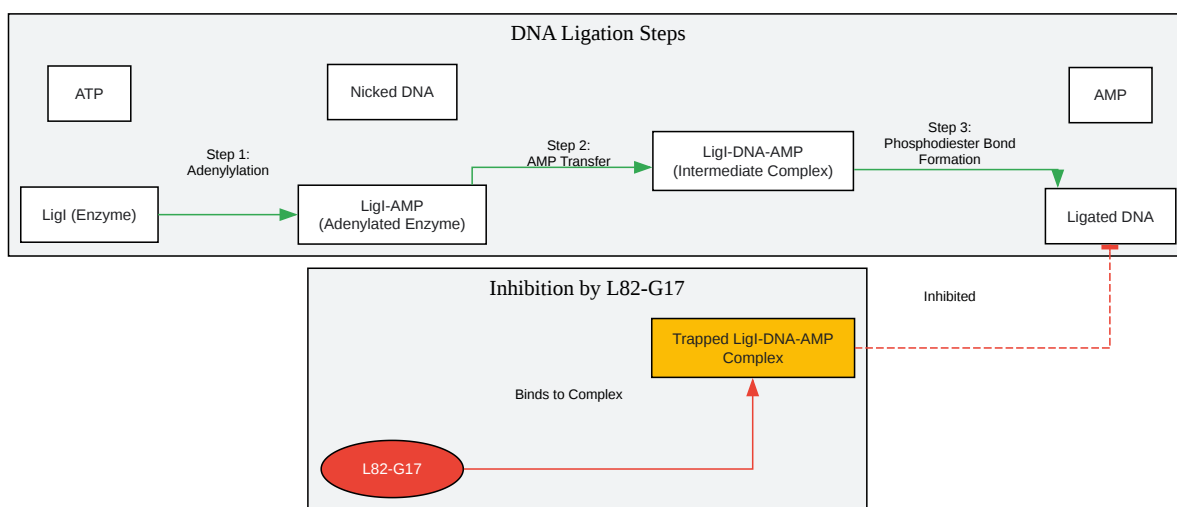 DNA Ligation Steps
ATP
Nicked DNA
AMP
Step 1:
Adenylylation
Step 2:
AMP Transfer
Step 3:
Phosphodiester Bond
Formation
LigI (Enzyme)
LigI-AMP
(Adenylated Enzyme)
LigI-DNA-AMP
(Intermediate Complex)
Ligated DNA
Inhibition by L82-G17
Inhibited
Trapped LigI-DNA-AMP
Complex
Binds to Complex
L82-G17